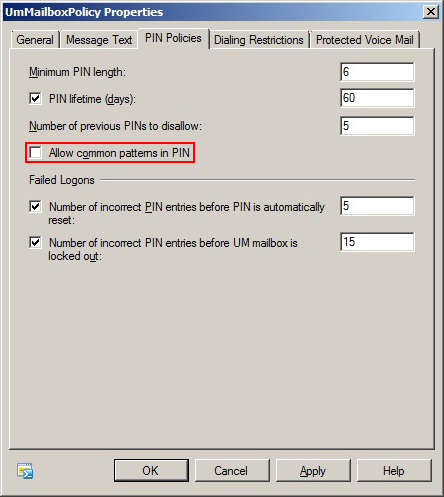 UmMailboxPolicy Properties
General Message Text PIN Policies Dialing Restrictions Protected Voice Mail
Minimum PIN length: 6
PIN lifetime (days): 60
Number of previous PINs to disallow: 5
Allow common patterns in PIN
Failed Logons
Number of incorrect PIN entries before PIN is automatically 5
reset:
Number of incorrect PIN entries before UM mailbox is 15
locked out:
OK Cancel Apply Help